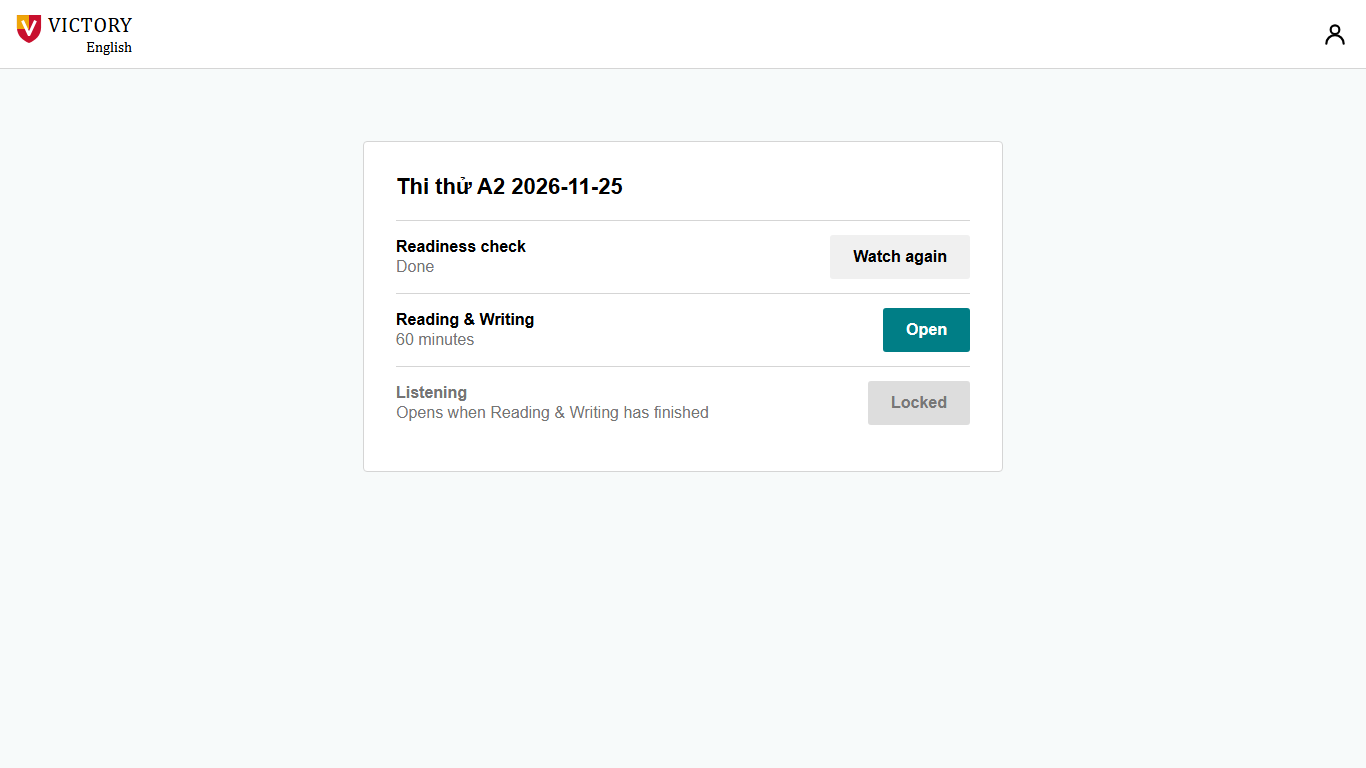 VICTORY
English
Thi thử A2 2026-11-25
Readiness check
Done
Watch again
Reading & Writing
60 minutes
Open
Listening
Opens when Reading & Writing has finished
Locked